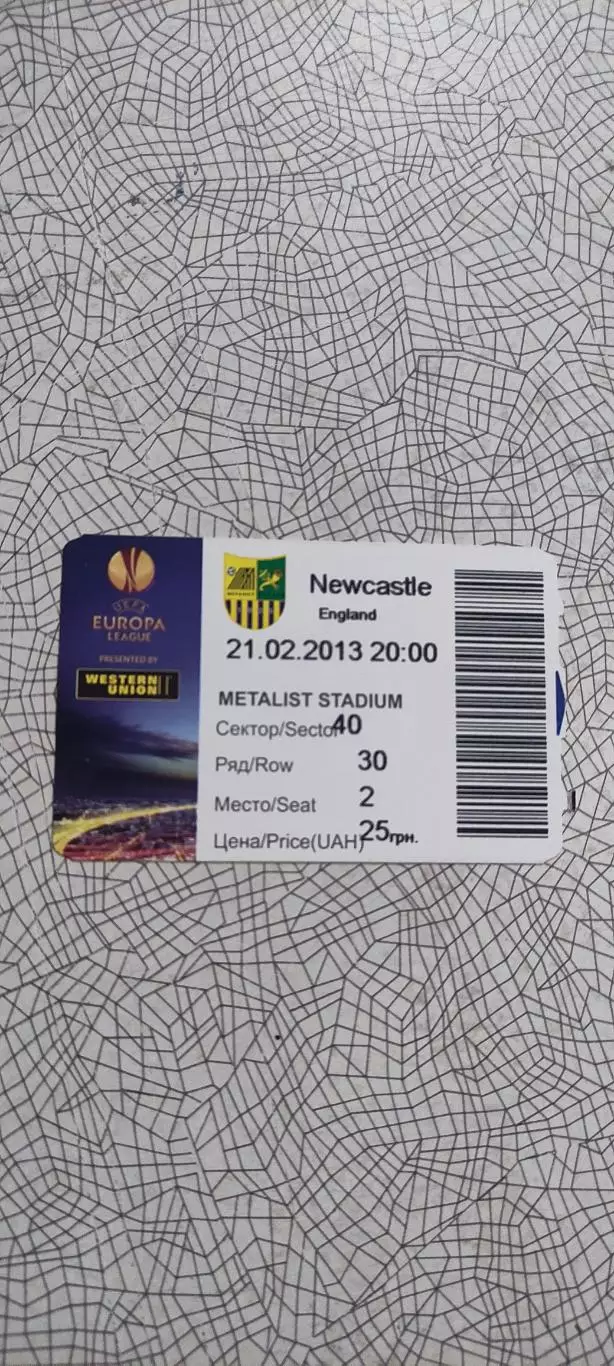 UEFA
EUROPA
LEAGUE
PRESENTED BY
WESTERN
UNION
Newcastle
England
21.02.2013 20:00
METALIST STADIUM
Сектор/Sector 40
Ряд/Row 30
Место/Seat 2
Цена/Price(UAH) 25грн.